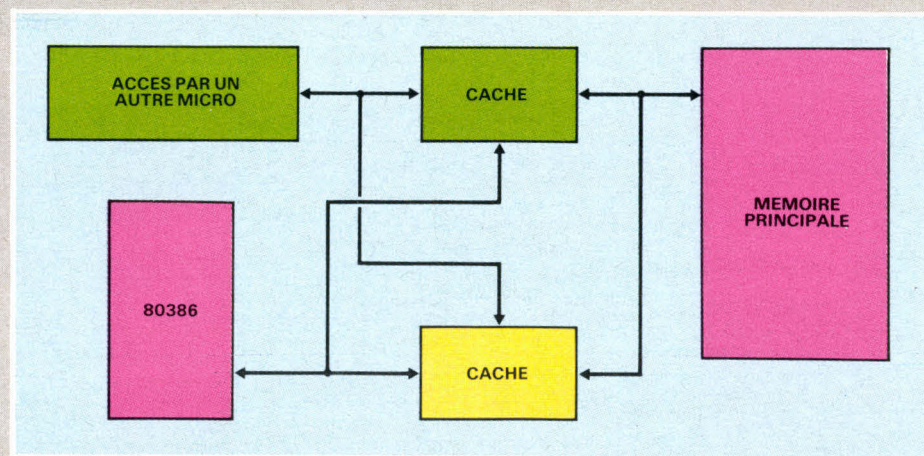 ACCES PAR UN
AUTRE MICRO
CACHE
MEMOIRE
PRINCIPALE
80386
CACHE